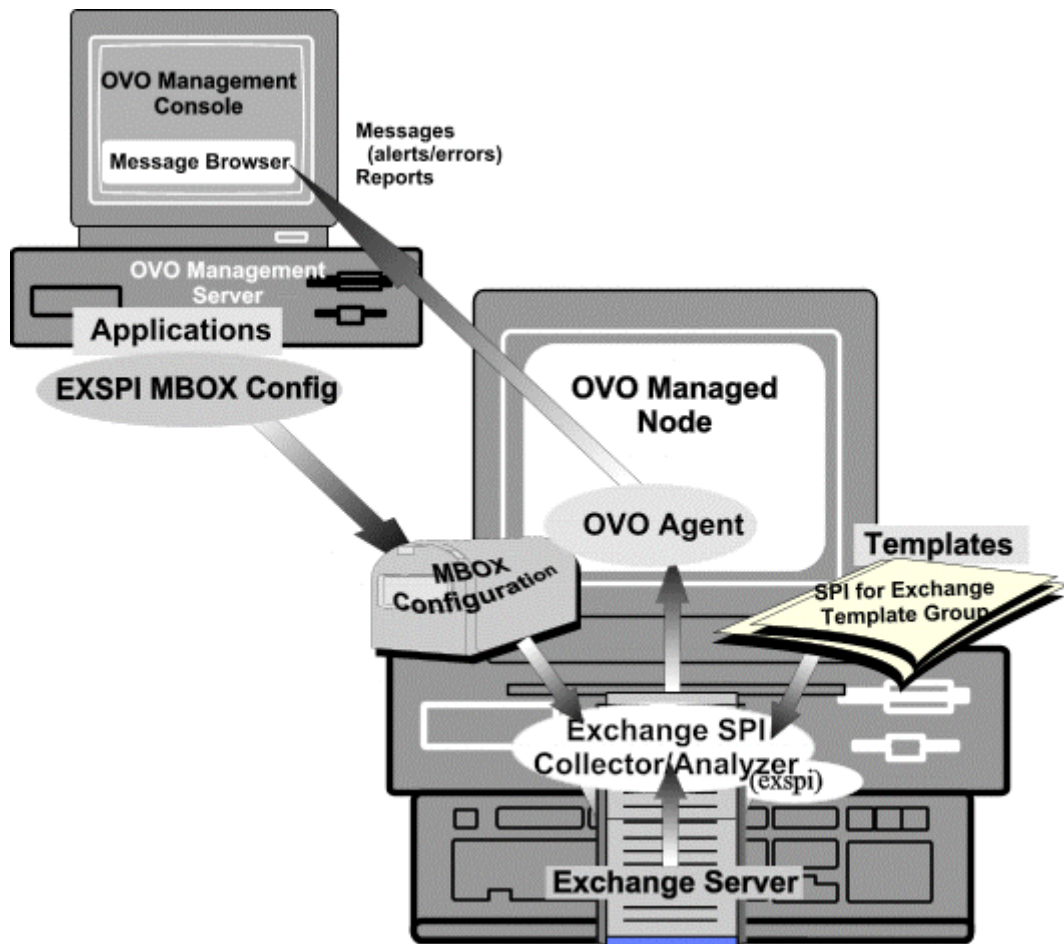 OVO Management
Console
Message Browser
Messages
(alerts/errors)
Reports
OVO Management
Server
Applications
EXSPI MBOX Config
OVO Managed
Node
OVO Agent
Templates
SPI for Exchange
Template Group
MBOX
Configuration
Exchange SPI
Collector/Analyzer
(exspi)
Exchange Server